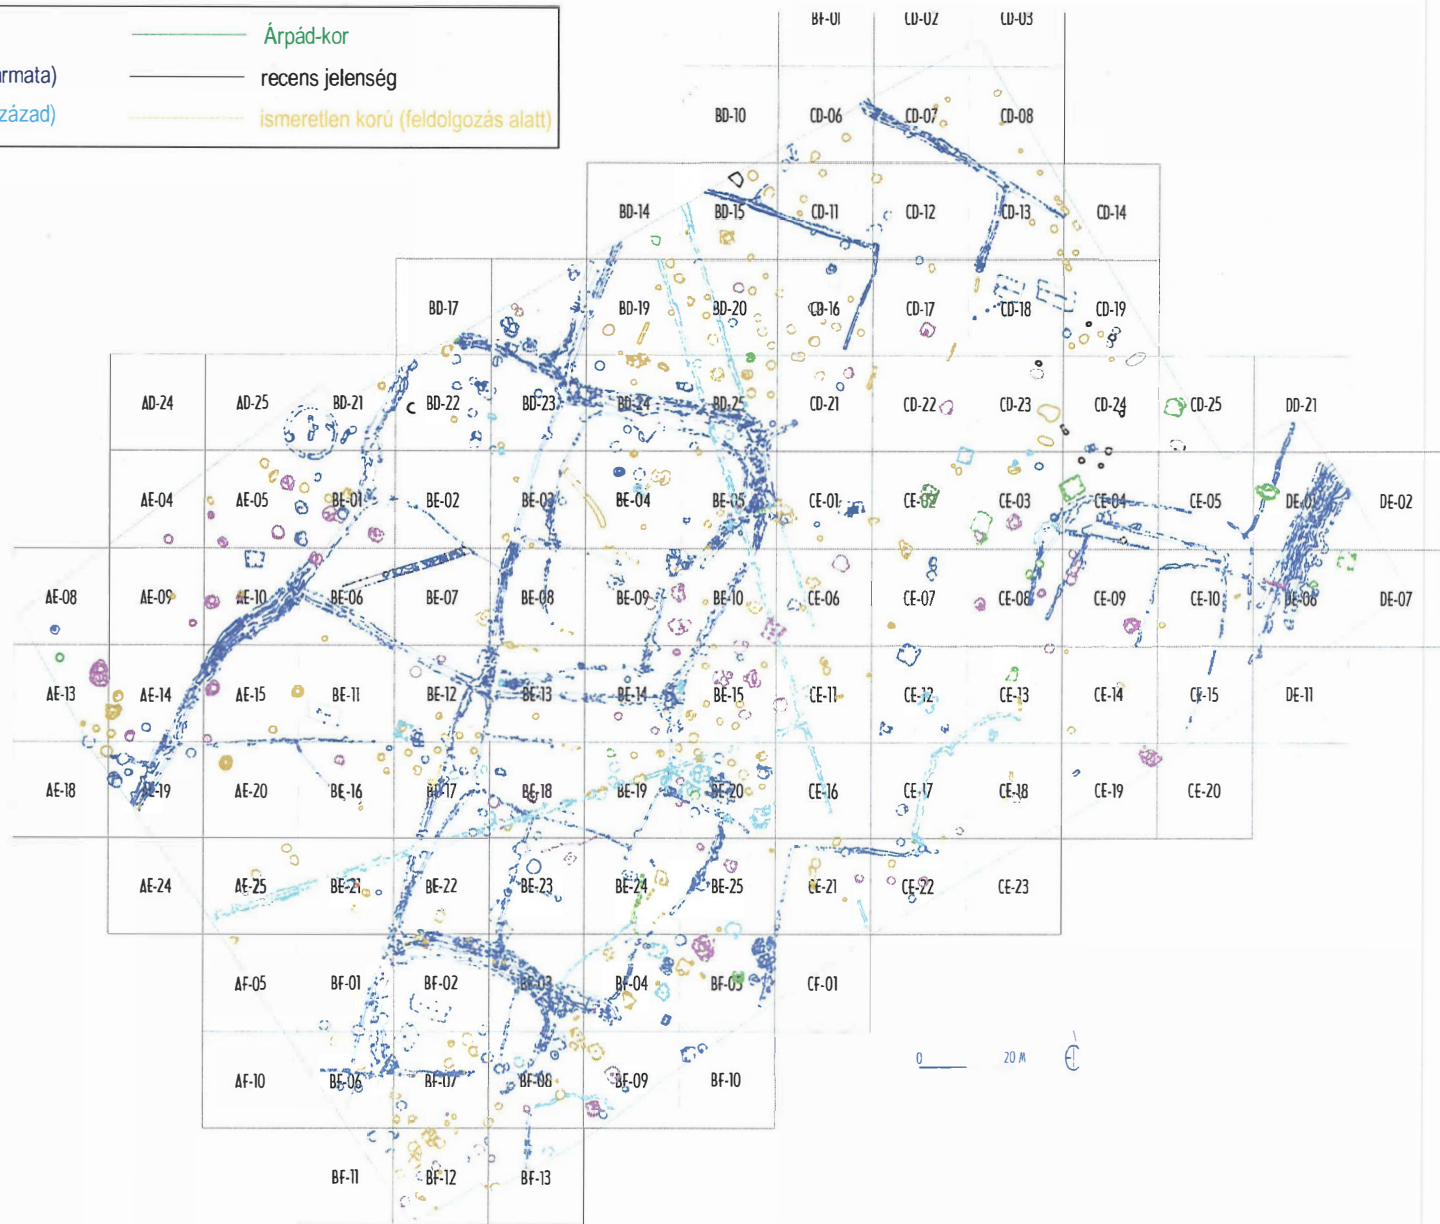 Árpád-kor
recens jelenség
század)
ismeretlen korú (feldolgozás alatt)
BF-01 CD-02 CD-03
BD-10 CD-06 CD-07 CD-08
BD-14 BD-15 CD-11 CD-12 CD-13 CD-14
BD-17 BD-19 BD-20 CD-16 CD-17 CD-18 CD-19
AD-24 AD-25 BD-21 BD-22 BD-23 BD-24 BD-25 CD-21 CD-22 CD-23 CD-24 CD-25 DD-21
AE-04 AE-05 BE-01 BE-02 BE-03 BE-04 BE-05 CE-01 CE-02 CE-03 CE-04 CE-05 DE-01 DE-02
AE-08 AE-09 AE-10 BE-06 BE-07 BE-08 BE-09 BE-10 CE-06 CE-07 CE-08 CE-09 CE-10 DE-06 DE-07
AE-13 AE-14 AE-15 BE-11 BE-12 BE-13 BE-14 BE-15 CE-11 CE-12 CE-13 CE-14 CE-15 DE-11
AE-18 AE-19 AE-20 BE-16 BE-17 BE-18 BE-19 BE-20 CE-16 CE-17 CE-18 CE-19 CE-20
AE-24 AE-25 BE-21 BE-22 BE-23 BE-24 BE-25 CE-21 CE-22 CE-23
AF-05 BF-01 BF-02 BF-03 BF-04 BF-05 CF-01
0 20 M É
AF-10 BF-06 BF-07 BF-08 BF-09 BF-10
BF-11 BF-12 BF-13